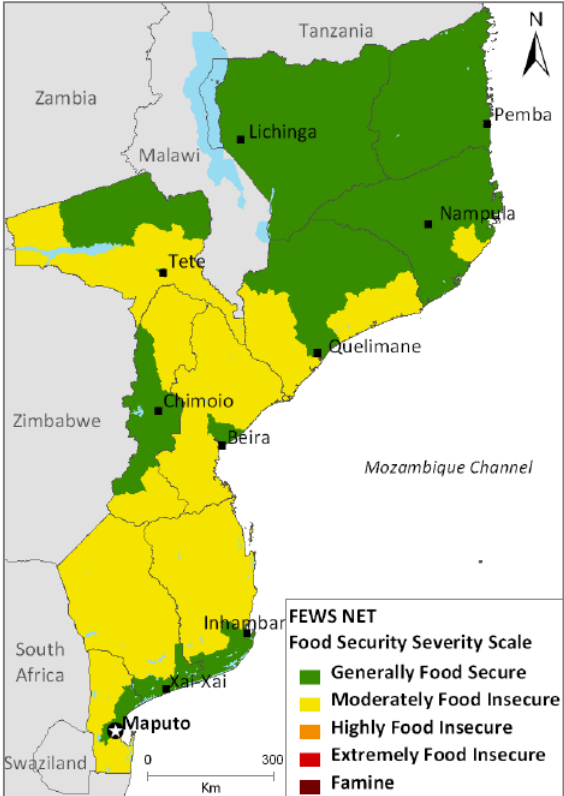 Tanzania
N
Zambia
Pemba
Lichinga
Malawi
Nampula
Tete
Quelimane
Chimoio
Zimbabwe
Beira
Mozambique Channel
Inhambar
South
Africa
Xai-Xai
Maputo
Swaziland
0 300
Km
FEWS NET
Food Security Severity Scale
Generally Food Secure
Moderately Food Insecure
Highly Food Insecure
Extremely Food Insecure
Famine